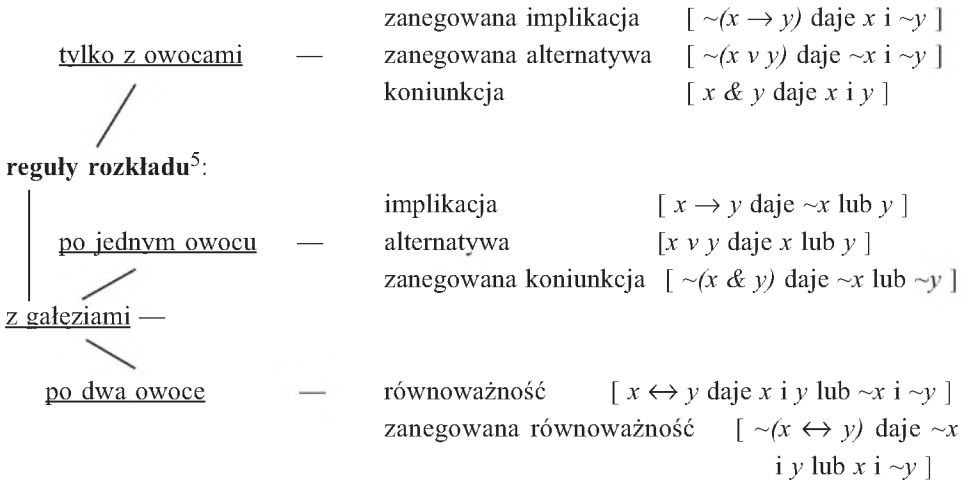 zanegowana implikacja [ ~(x → y) daje x i ~y ]
tylko z owocami — zanegowana alternatywa [ ~(x v y) daje ~x i ~y ]
koniunkcja [ x & y daje x i y ]
reguły rozkładu5:
implikacja [ x → y daje ~x lub y ]
po jednym owocu — alternatywa [x v y daje x lub y ]
zanegowana koniunkcja [ ~(x & y) daje ~x lub ~y ]
z gałęziami —
po dwa owoce — równoważność [ x ↔ y daje x i y lub ~x i ~y ]
zanegowana równoważność [ ~(x ↔ y) daje ~x
i y lub x i ~y ]